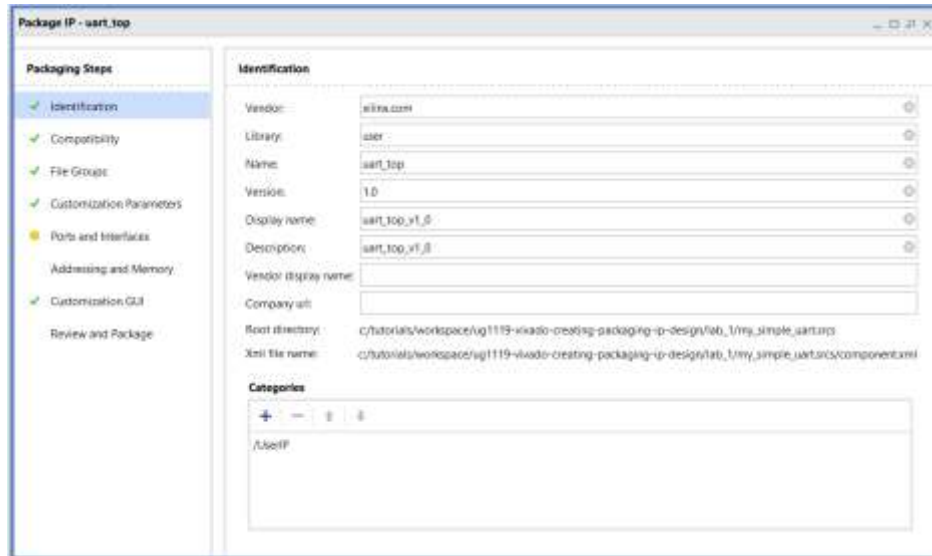 Package IP - uart_top
Packaging Steps
Identification
Compatibility
File Groups
Customization Parameters
Ports and Interfaces
Addressing and Memory
Customization GUI
Review and Package
Identification
Vendor: xilinx.com
Library: user
Name: uart_top
Version: 1.0
Display name: uart_top_v1_0
Description: uart_top_v1_0
Vendor display name:
Company url:
Root directory: c:/tutorials/workspace/ug1119-vivado-creating-packaging-ip-design/lab_1/my_simple_uart.srcs
Xml file name: c:/tutorials/workspace/ug1119-vivado-creating-packaging-ip-design/lab_1/my_simple_uart.srcs/component.xml
Categories
/UserIP